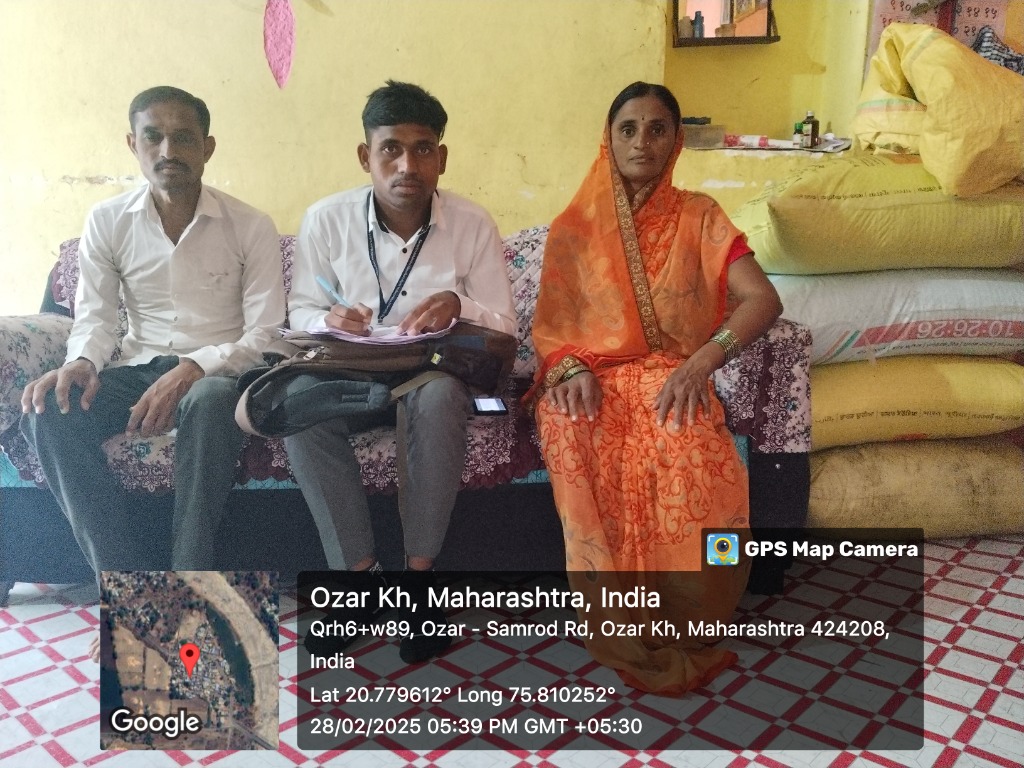 10:26:26
GPS Map Camera
Ozar Kh, Maharashtra, India
Qrh6+w89, Ozar - Samrod Rd, Ozar Kh, Maharashtra 424208,
India
Lat 20.779612° Long 75.810252°
28/02/2025 05:39 PM GMT +05:30
Google